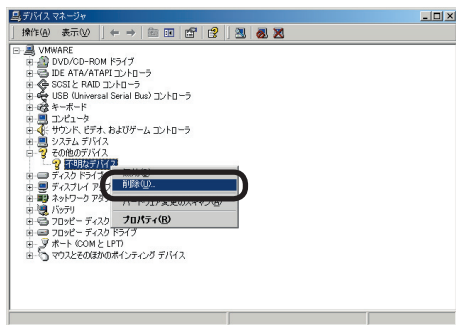 デバイス マネージャ
操作(A) 表示(V)
VMWARE
DVD/CD-ROM ドライブ
IDE ATA/ATAPI コントローラ
SCSI と RAID コントローラ
USB (Universal Serial Bus) コントローラ
キーボード
コンピュータ
サウンド、ビデオ、およびゲーム コントローラ
システム デバイス
その他のデバイス
不明なデバイス
ディスク ドライブ
削除(U)...
ディスプレイ アダ
ハードウェア変更のスキャン(A)
ネットワーク アダ
バッテリ
プロパティ(R)
フロッピー ディスク
フロッピー ディスク ドライブ
ポート (COM と LPT)
マウスとそのほかのポインティング デバイス